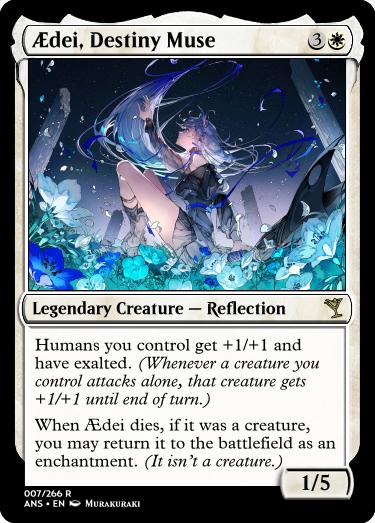 Ædei, Destiny Muse 3
Legendary Creature — Reflection
Humans you control get +1/+1 and
have exalted. (Whenever a creature you
control attacks alone, that creature gets
+1/+1 until end of turn.)
When Ædei dies, if it was a creature,
you may return it to the battlefield as an
enchantment. (It isn't a creature.)
1/5
007/266 R
ANS • EN Murakuraki